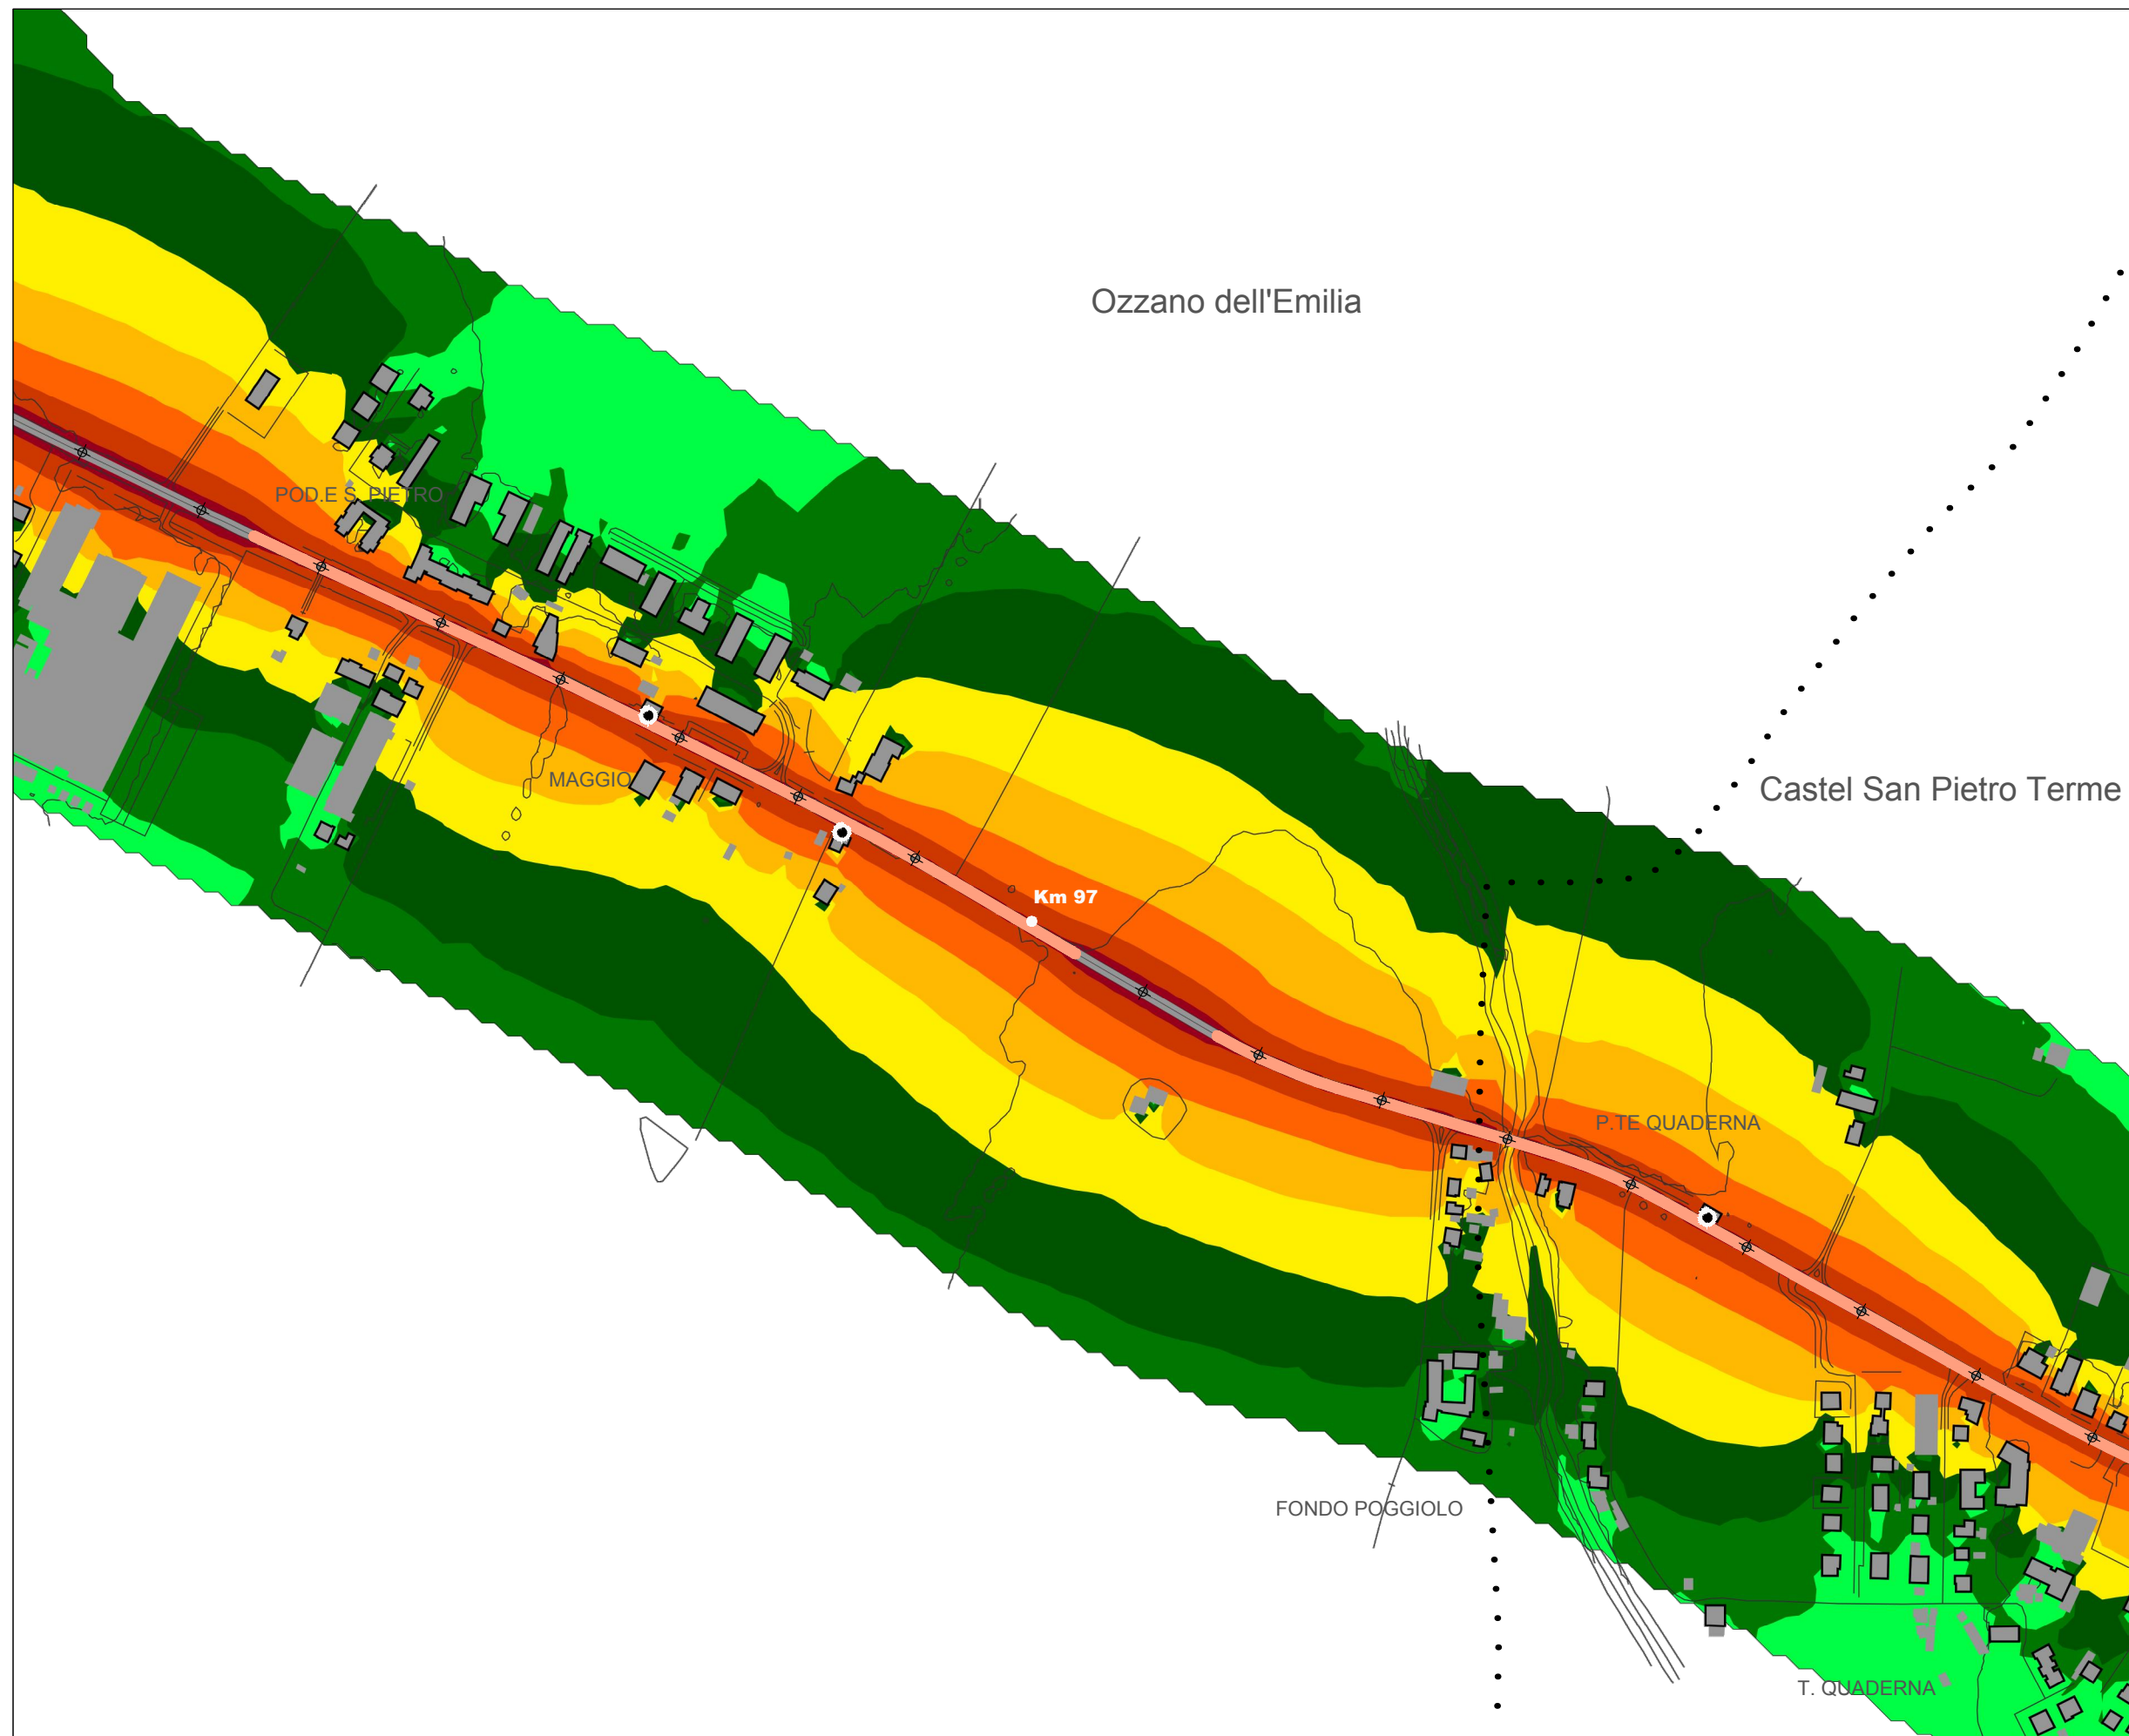 Ozzano dell'Emilia
POD.E S. PIETRO
MAGGIO
Castel San Pietro Terme
Km 97
P.TE QUADERNA
FONDO POGGIOLO
T. QUADERNA